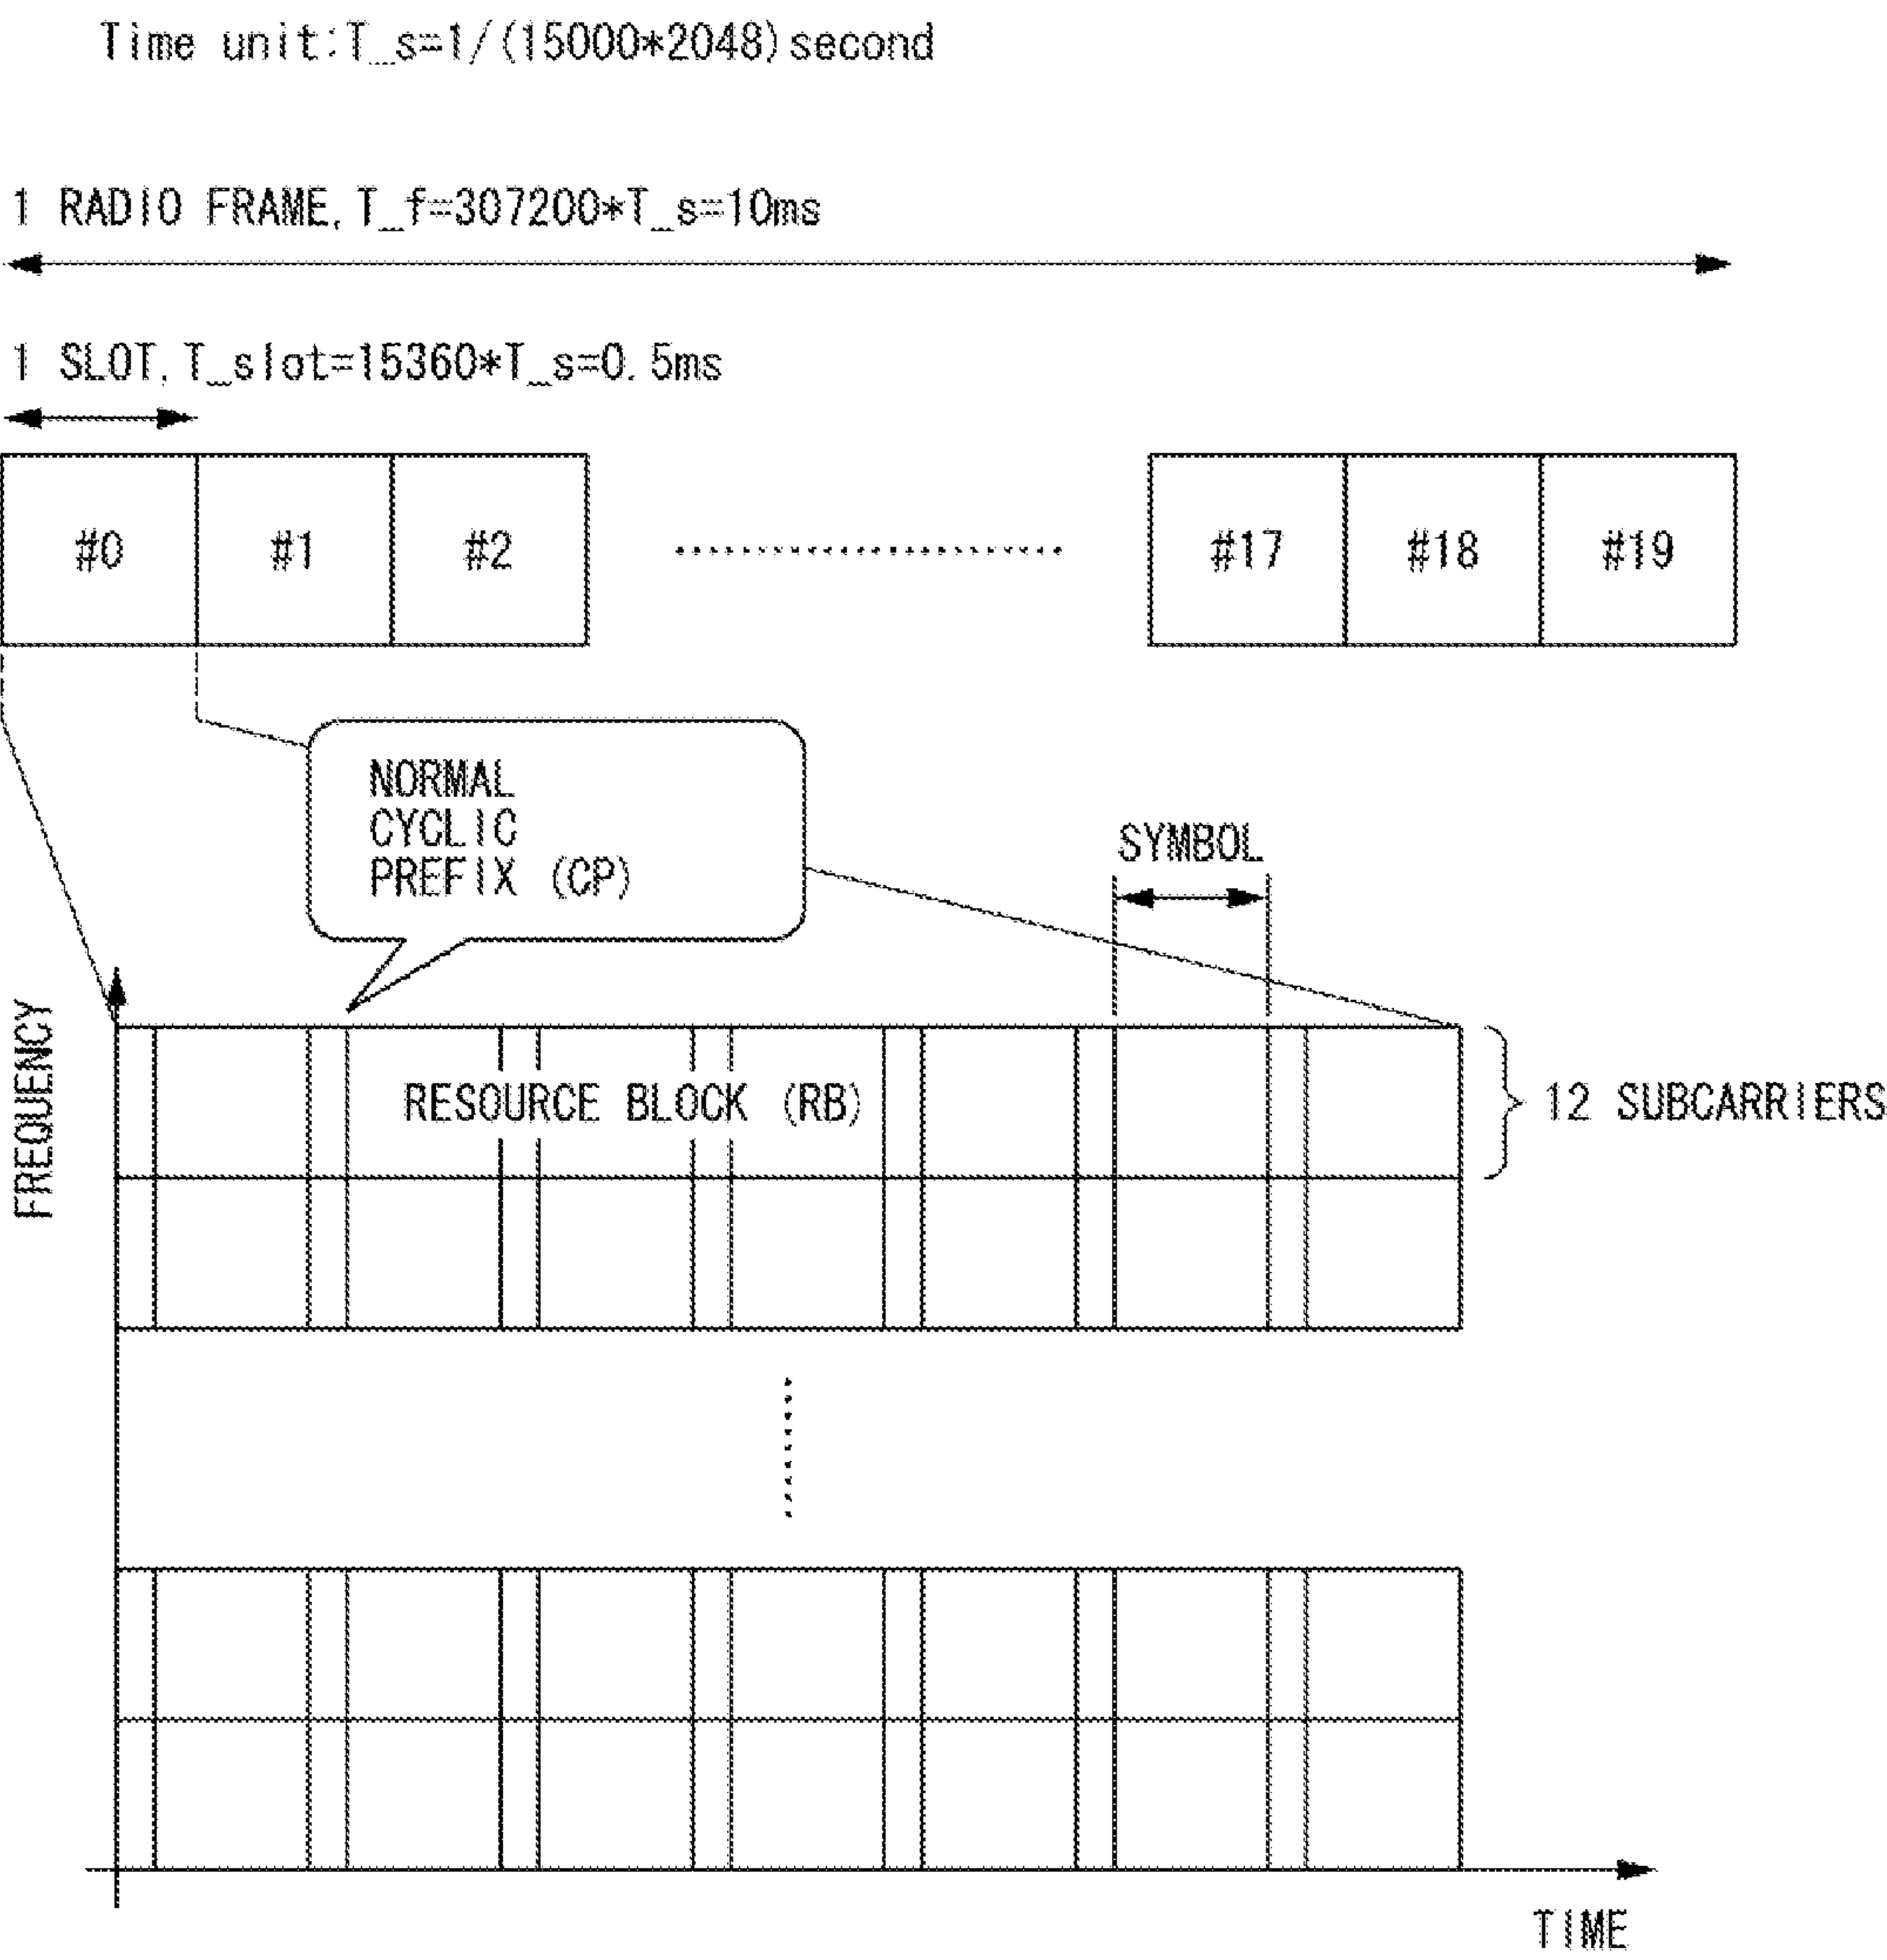 Time unit:T_s=1/(15000*2048)second
1 RADIO FRAME,T_f=307200*T_s=10ms
1 SLOT,T_slot=15360*T_s=0.5ms
#0 #1 #2 #17 #18 #19
NORMAL
CYCLIC
PREFIX (CP)
SYMBOL
FREQUENCY
RESOURCE BLOCK (RB)
12 SUBCARRIERS
TIME